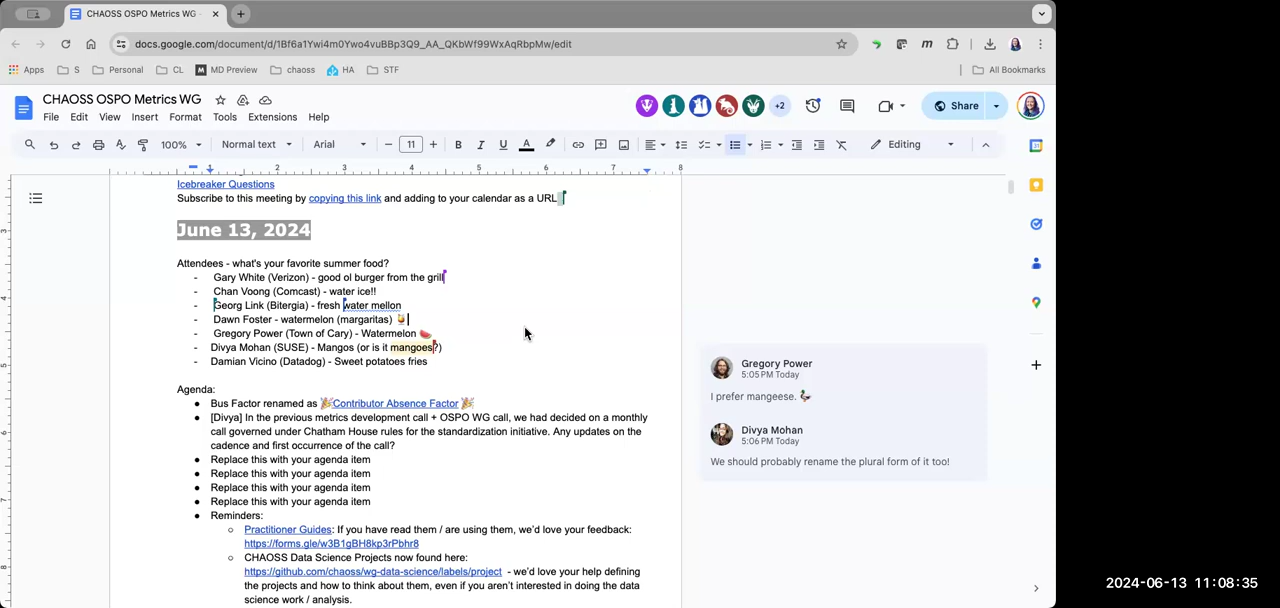 CHAOSS OSPO Metrics WG -
docs.google.com/document/d/1Bf6a1Ywi4m0Ywo4vuBBp3Q9_AA_QKbWf99WxAqRbpMw/edit
Apps S Personal CL MD Preview chaoss HA STF All Bookmarks
CHAOSS OSPO Metrics WG
+2 Share
File Edit View Insert Format Tools Extensions Help
100% Normal text Arial 11 Editing
1 2 3 4 5 6 7 8
Icebreaker Questions
Subscribe to this meeting by copying this link and adding to your calendar as a URL
June 13, 2024
Attendees - what's your favorite summer food?
- Gary White (Verizon) - good ol burger from the grill
- Chan Voong (Comcast) - water ice!!
- Georg Link (Bitergia) - fresh water mellon
- Dawn Foster - watermelon (margaritas) 🍹
- Gregory Power (Town of Cary) - Watermelon 🍉
- Divya Mohan (SUSE) - Mangos (or is it mangoes?)
- Damian Vicino (Datadog) - Sweet potatoes fries
Agenda:
● Bus Factor renamed as 🎉Contributor Absence Factor 🎉
● [Divya] In the previous metrics development call + OSPO WG call, we had decided on a monthly
call governed under Chatham House rules for the standardization initiative. Any updates on the
cadence and first occurrence of the call?
● Replace this with your agenda item
● Replace this with your agenda item
● Replace this with your agenda item
● Replace this with your agenda item
● Reminders:
○ Practitioner Guides: If you have read them / are using them, we'd love your feedback:
https://forms.gle/w3B1gBH8kp3rPbhr8
○ CHAOSS Data Science Projects now found here:
https://github.com/chaoss/wg-data-science/labels/project - we'd love your help defining
the projects and how to think about them, even if you aren't interested in doing the data
science work / analysis.
Gregory Power
5:05 PM Today
I prefer mangeese. 🦆
Divya Mohan
5:06 PM Today
We should probably rename the plural form of it too!
2024-06-13 11:08:35